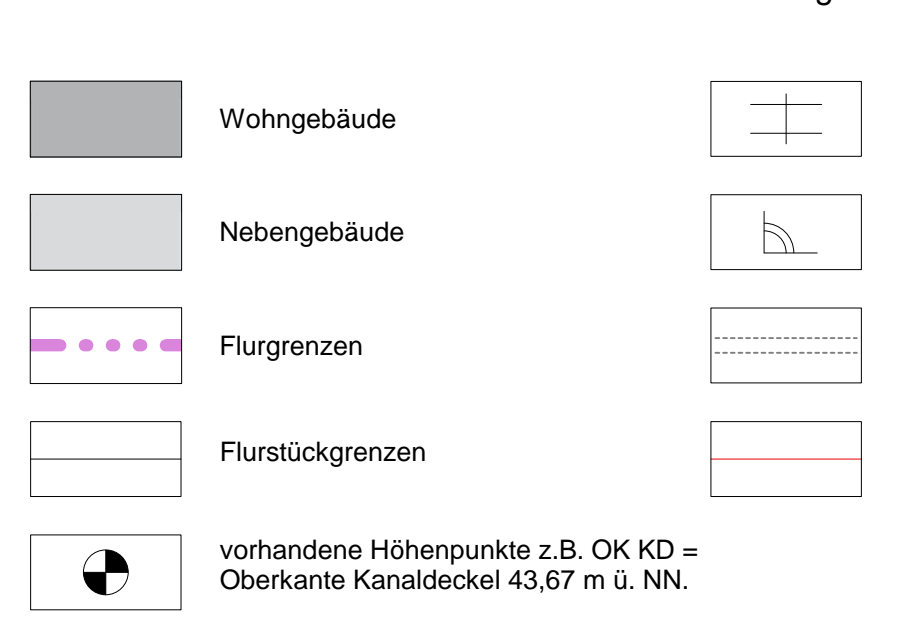 Wohngebäude
Nebengebäude
Flurgrenzen
Flurstückgrenzen
vorhandene Höhenpunkte z.B. OK KD =
Oberkante Kanaldeckel 43,67 m ü. NN.